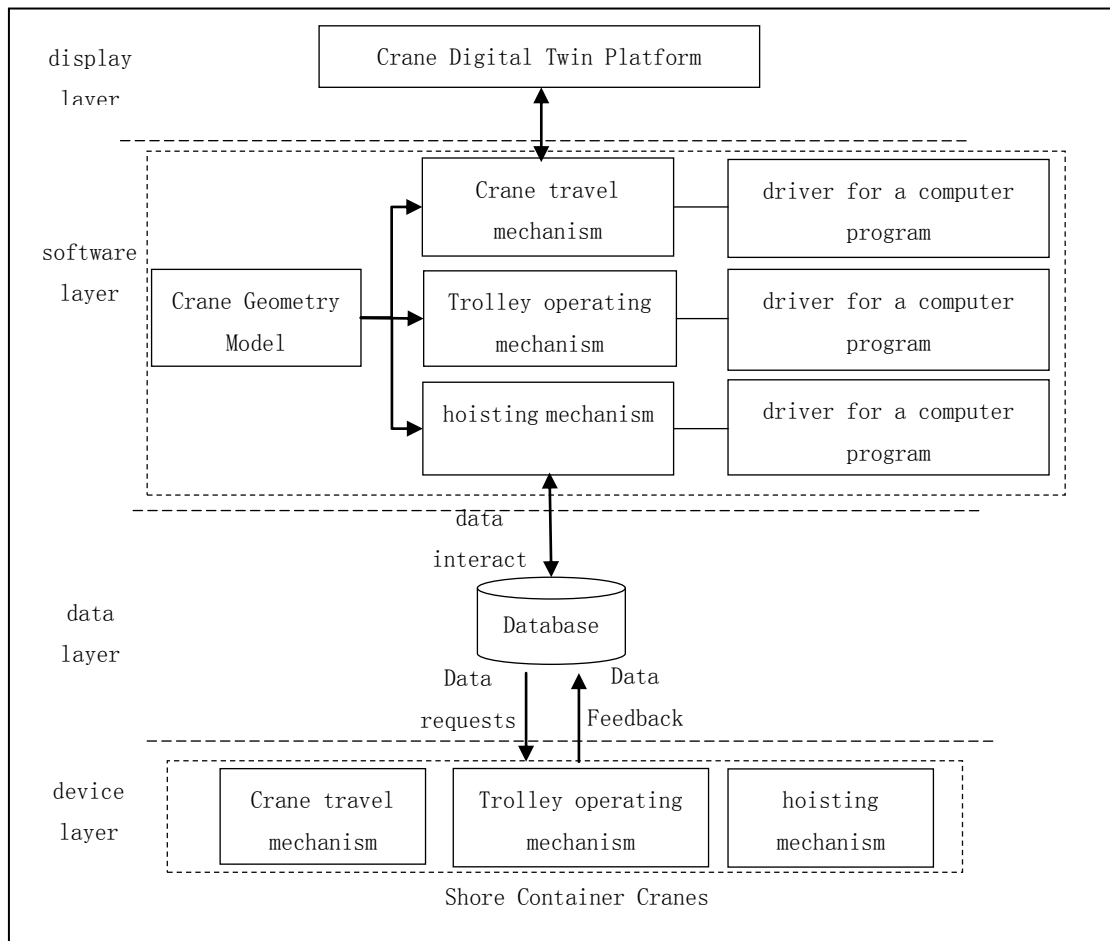 display
layer
Crane Digital Twin Platform
software
layer
Crane Geometry
Model
Crane travel
mechanism
driver for a computer
program
Trolley operating
mechanism
driver for a computer
program
hoisting mechanism
driver for a computer
program
data
interact
data
layer
Database
Data
requests
Data
Feedback
device
layer
Crane travel
mechanism
Trolley operating
mechanism
hoisting
mechanism
Shore Container Cranes